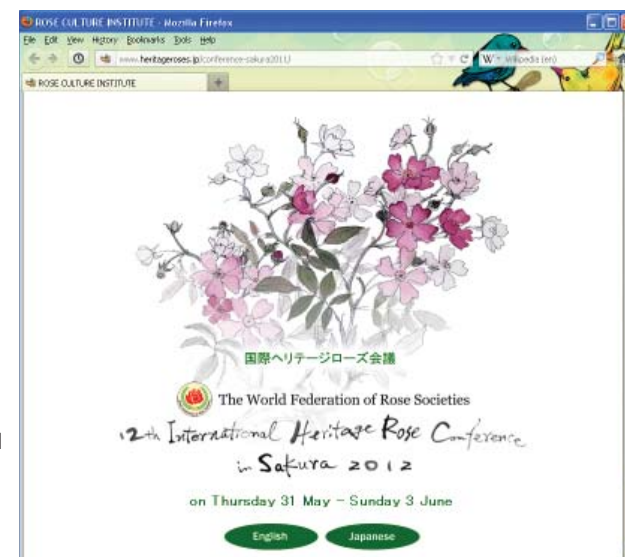 ROSE CULTURE INSTITUTE - Mozilla Firefox
File Edit View History Bookmarks Tools Help
www.heritageroses.jp/conference-sakura2011/
W Wikipedia (en)
ROSE CULTURE INSTITUTE
国際ヘリテージローズ会議
The World Federation of Rose Societies
12th International Heritage Rose Conference
in Sakura 2012
on Thursday 31 May - Sunday 3 June
English Japanese